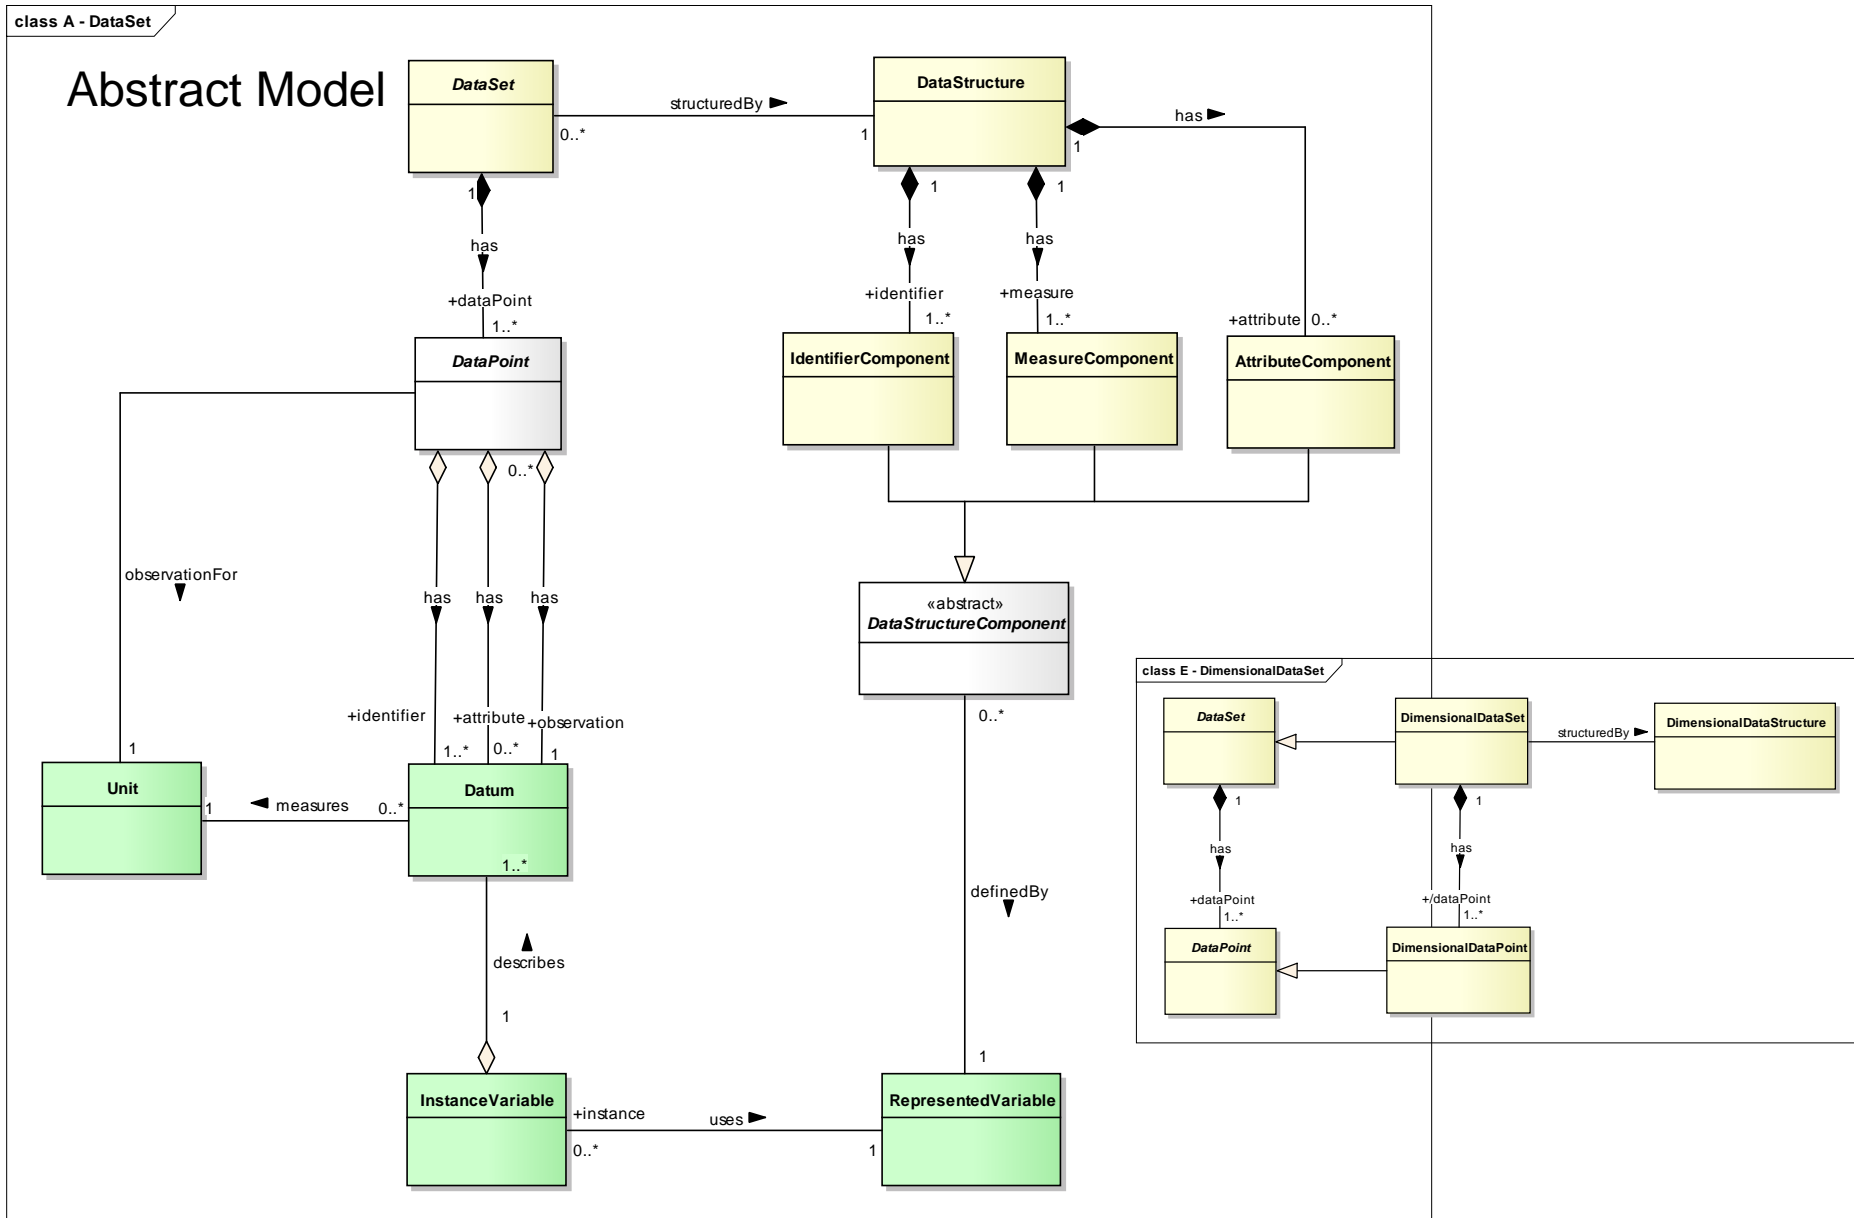 class A - DataSet
Abstract Model
DataSet
structuredBy
0..*
1
DataStructure
has
1
1
has
+dataPoint
1..*
1
has
+identifier
1..*
1
has
+measure
1..*
+attribute 0..*
DataPoint
IdentifierComponent
MeasureComponent
AttributeComponent
0..*
observationFor
has
has
has
«abstract»
DataStructureComponent
0..*
+identifier
+attribute
+observation
1
1..*
0..*
1
Unit
Datum
1
measures
0..*
1..*
definedBy
describes
1
1
InstanceVariable
+instance
uses
0..*
1
RepresentedVariable
class E - DimensionalDataSet
DataSet
DimensionalDataSet
structuredBy
DimensionalDataStructure
1
1
has
has
+dataPoint
1..*
+/dataPoint
1..*
DataPoint
DimensionalDataPoint